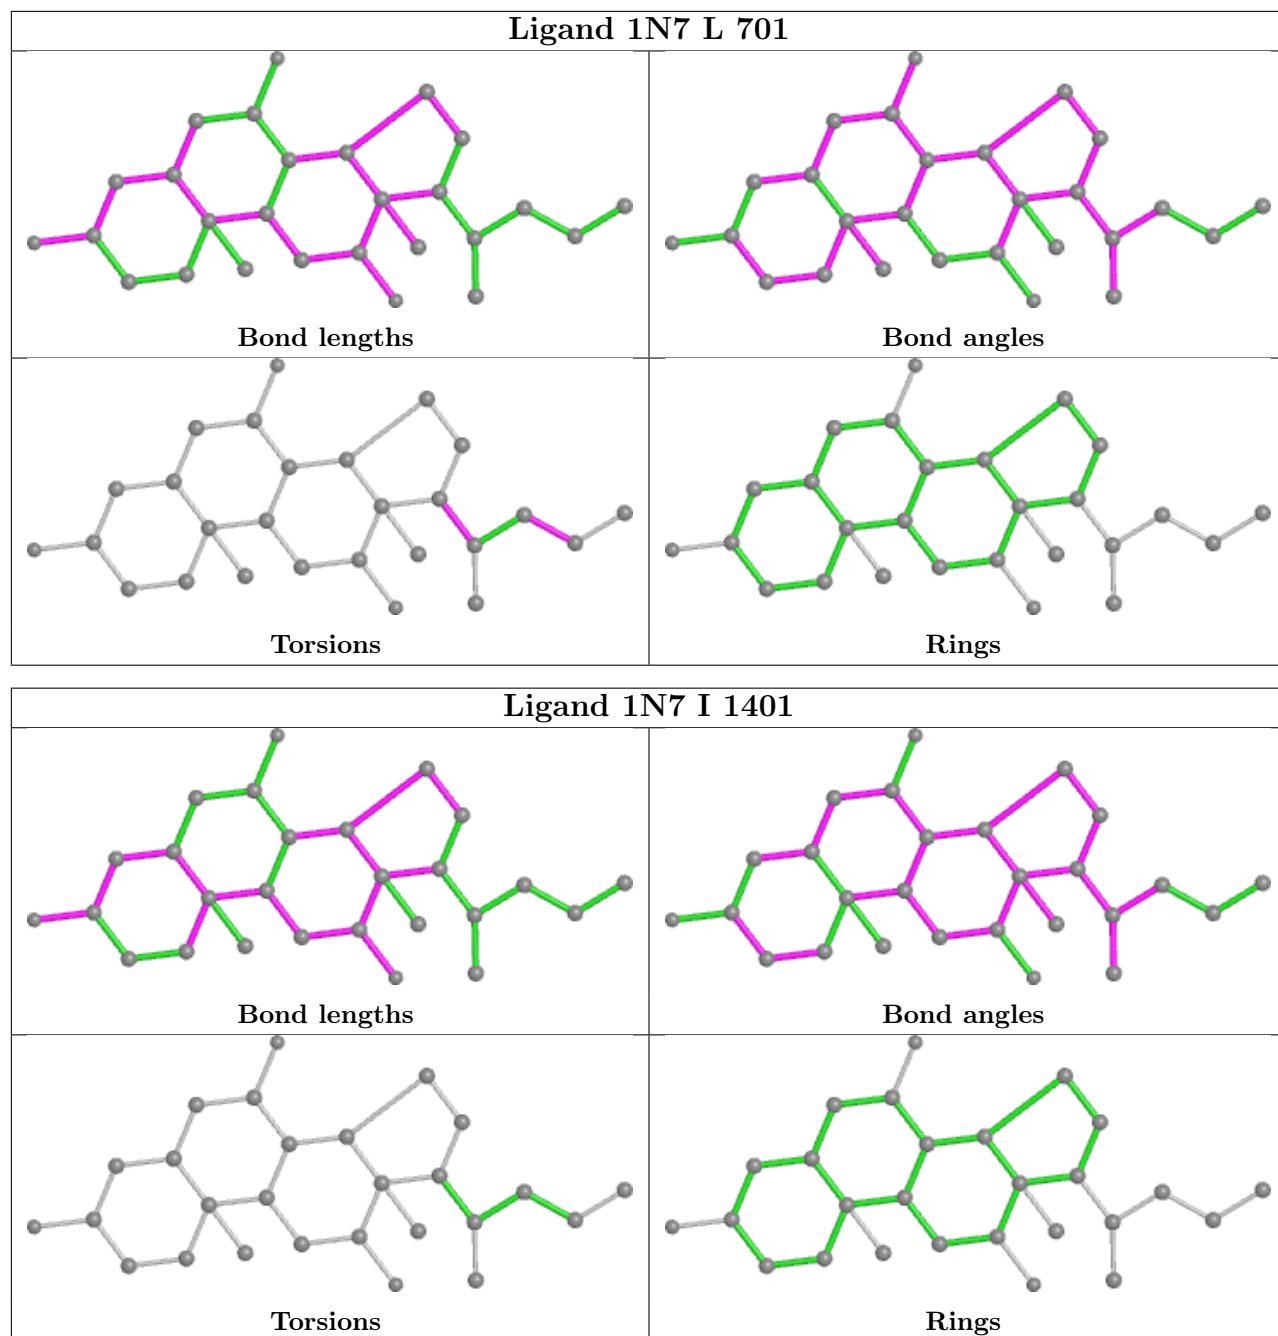 Ligand 1N7 L 701
Bond lengths
Bond angles
Torsions
Rings
Ligand 1N7 I 1401
Bond lengths
Bond angles
Torsions
Rings